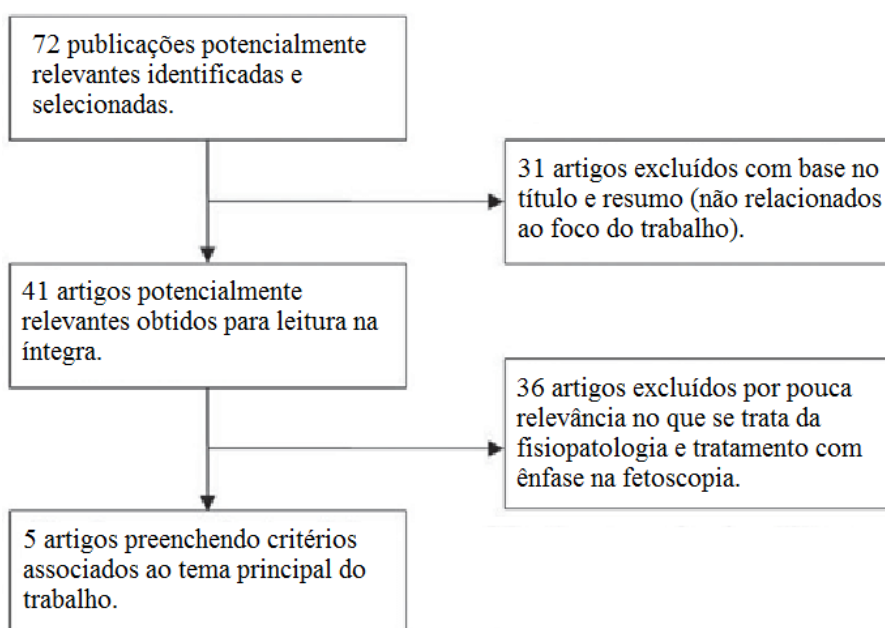 72 publicações potencialmente
relevantes identificadas e
selecionadas.
31 artigos excluídos com base no
título e resumo (não relacionados
ao foco do trabalho).
41 artigos potencialmente
relevantes obtidos para leitura na
íntegra.
36 artigos excluídos por pouca
relevância no que se trata da
fisiopatologia e tratamento com
ênfase na fetoscopia.
5 artigos preenchendo critérios
associados ao tema principal do
trabalho.